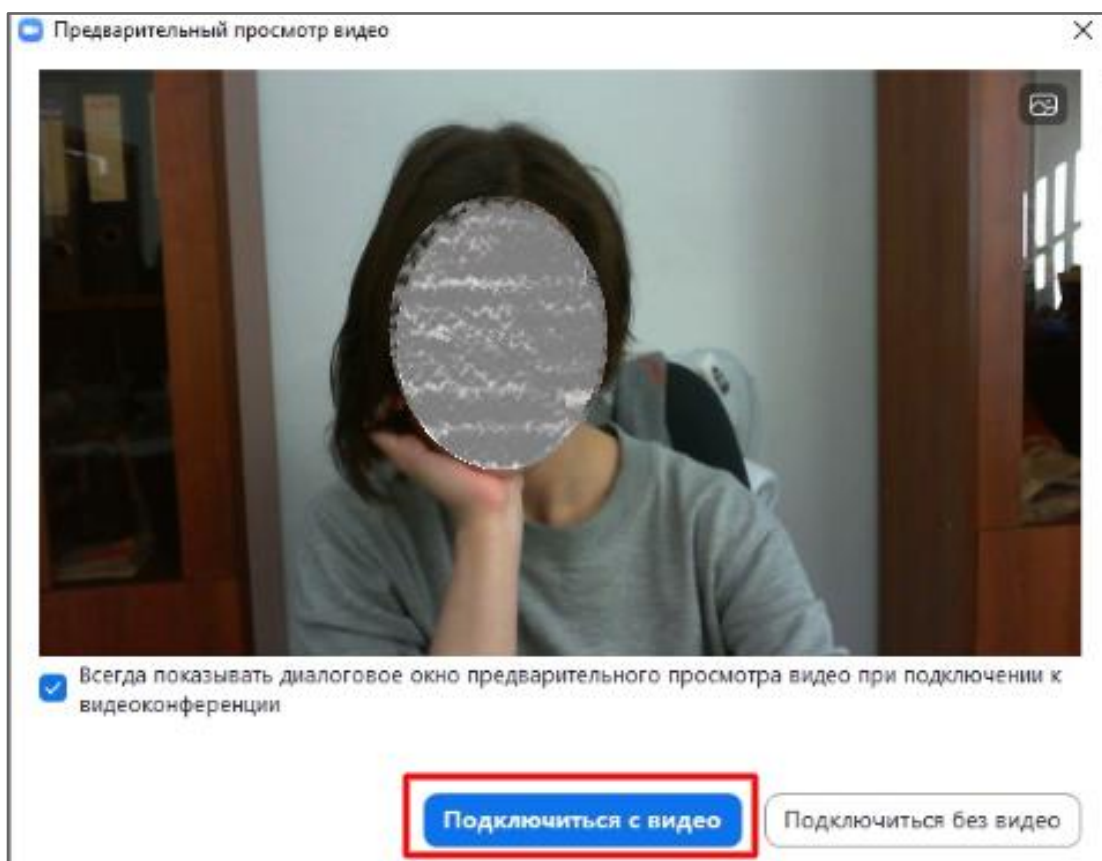 Предварительный просмотр видео
Всегда показывать диалоговое окно предварительного просмотра видео при подключении к
видеоконференции
Подключиться с видео
Подключиться без видео